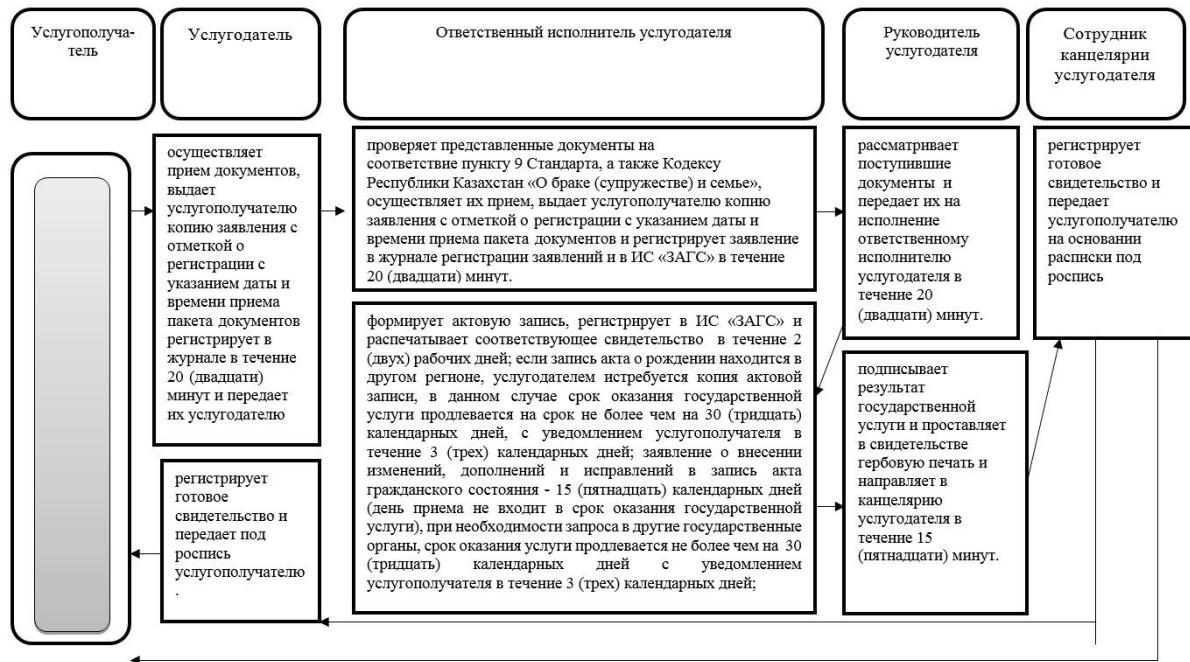 Услугополуча-
тель
Услугодатель
Ответственный исполнитель услугодателя
Руководитель
услугодателя
Сотрудник
канцелярии
услугодателя
осуществляет
прием документов,
выдает
услугополучателю
копию заявления с
отметкой о
регистрации с
указанием даты и
времени приема
пакета документов
регистрирует в
журнале в течение
20 (двадцати)
минут и передает
их услугодателю
проверяет представленные документы на
соответствие пункту 9 Стандарта, а также Кодексу
Республики Казахстан «О браке (супружестве) и семье»,
осуществляет их прием, выдает услугополучателю копию
заявления с отметкой о регистрации с указанием даты и
времени приема пакета документов и регистрирует заявление
в журнале регистрации заявлений и в ИС «ЗАГС» в течение
20 (двадцати) минут.
рассматривает
поступившие
документы и
передает их на
исполнение
ответственному
исполнителю
услугодателя в
течение 20
(двадцати) минут.
регистрирует
готовое
свидетельство и
передает
услугополучателю
на основании
расписки под
роспись
формирует актовую запись, регистрирует в ИС «ЗАГС» и
распечатывает соответствующее свидетельство в течение 2
(двух) рабочих дней; если запись акта о рождении находится в
другом регионе, услугодателем истребуется копия актовой
записи, в данном случае срок оказания государственной
услуги продлевается на срок не более чем на 30 (тридцать)
календарных дней, с уведомлением услугополучателя в
течение 3 (трех) календарных дней; заявление о внесении
изменений, дополнений и исправлений в запись акта
гражданского состояния - 15 (пятнадцать) календарных дней
(день приема не входит в срок оказания государственной
услуги), при необходимости запроса в другие государственные
органы, срок оказания услуги продлевается не более чем на 30
(тридцать) календарных дней с уведомлением
услугополучателя в течение 3 (трех) календарных дней;
подписывает
результат
государственной
услуги и проставляет
в свидетельстве
гербовую печать и
направляет в
канцелярию
услугодателя в
течение 15
(пятнадцати) минут.
регистрирует
готовое
свидетельство и
передает под
роспись
услугополучателю
.